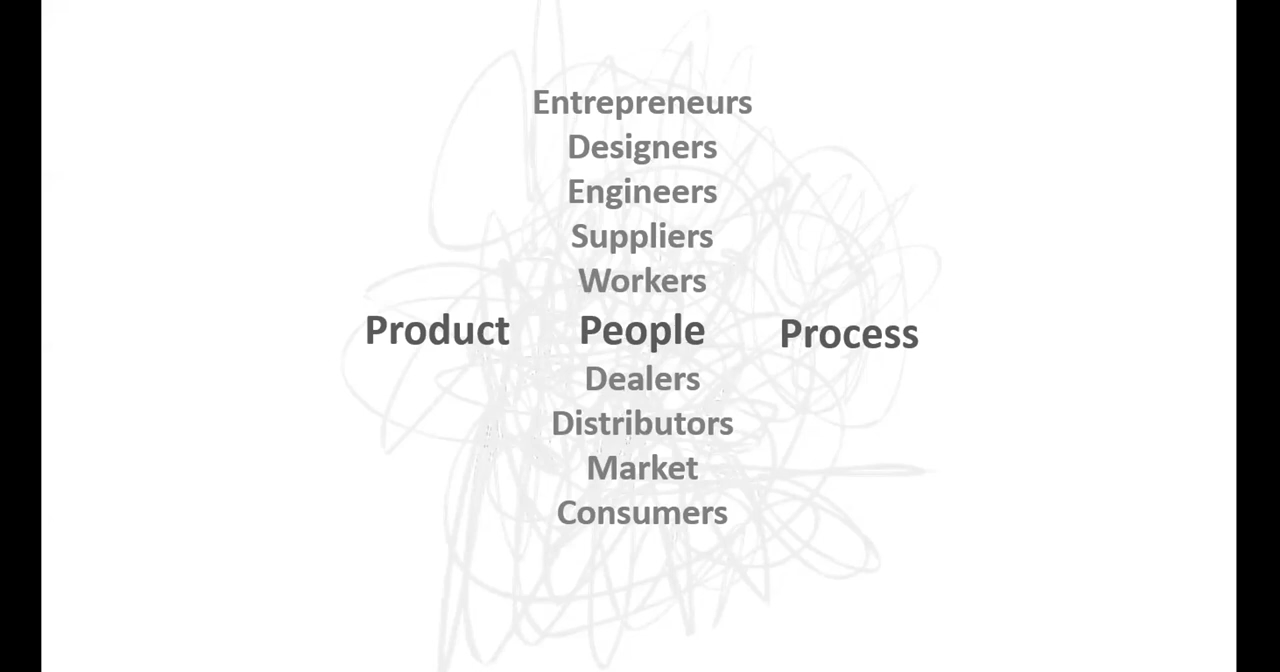 Entrepreneurs
Designers
Engineers
Suppliers
Workers
Product People Process
Dealers
Distributors
Market
Consumers